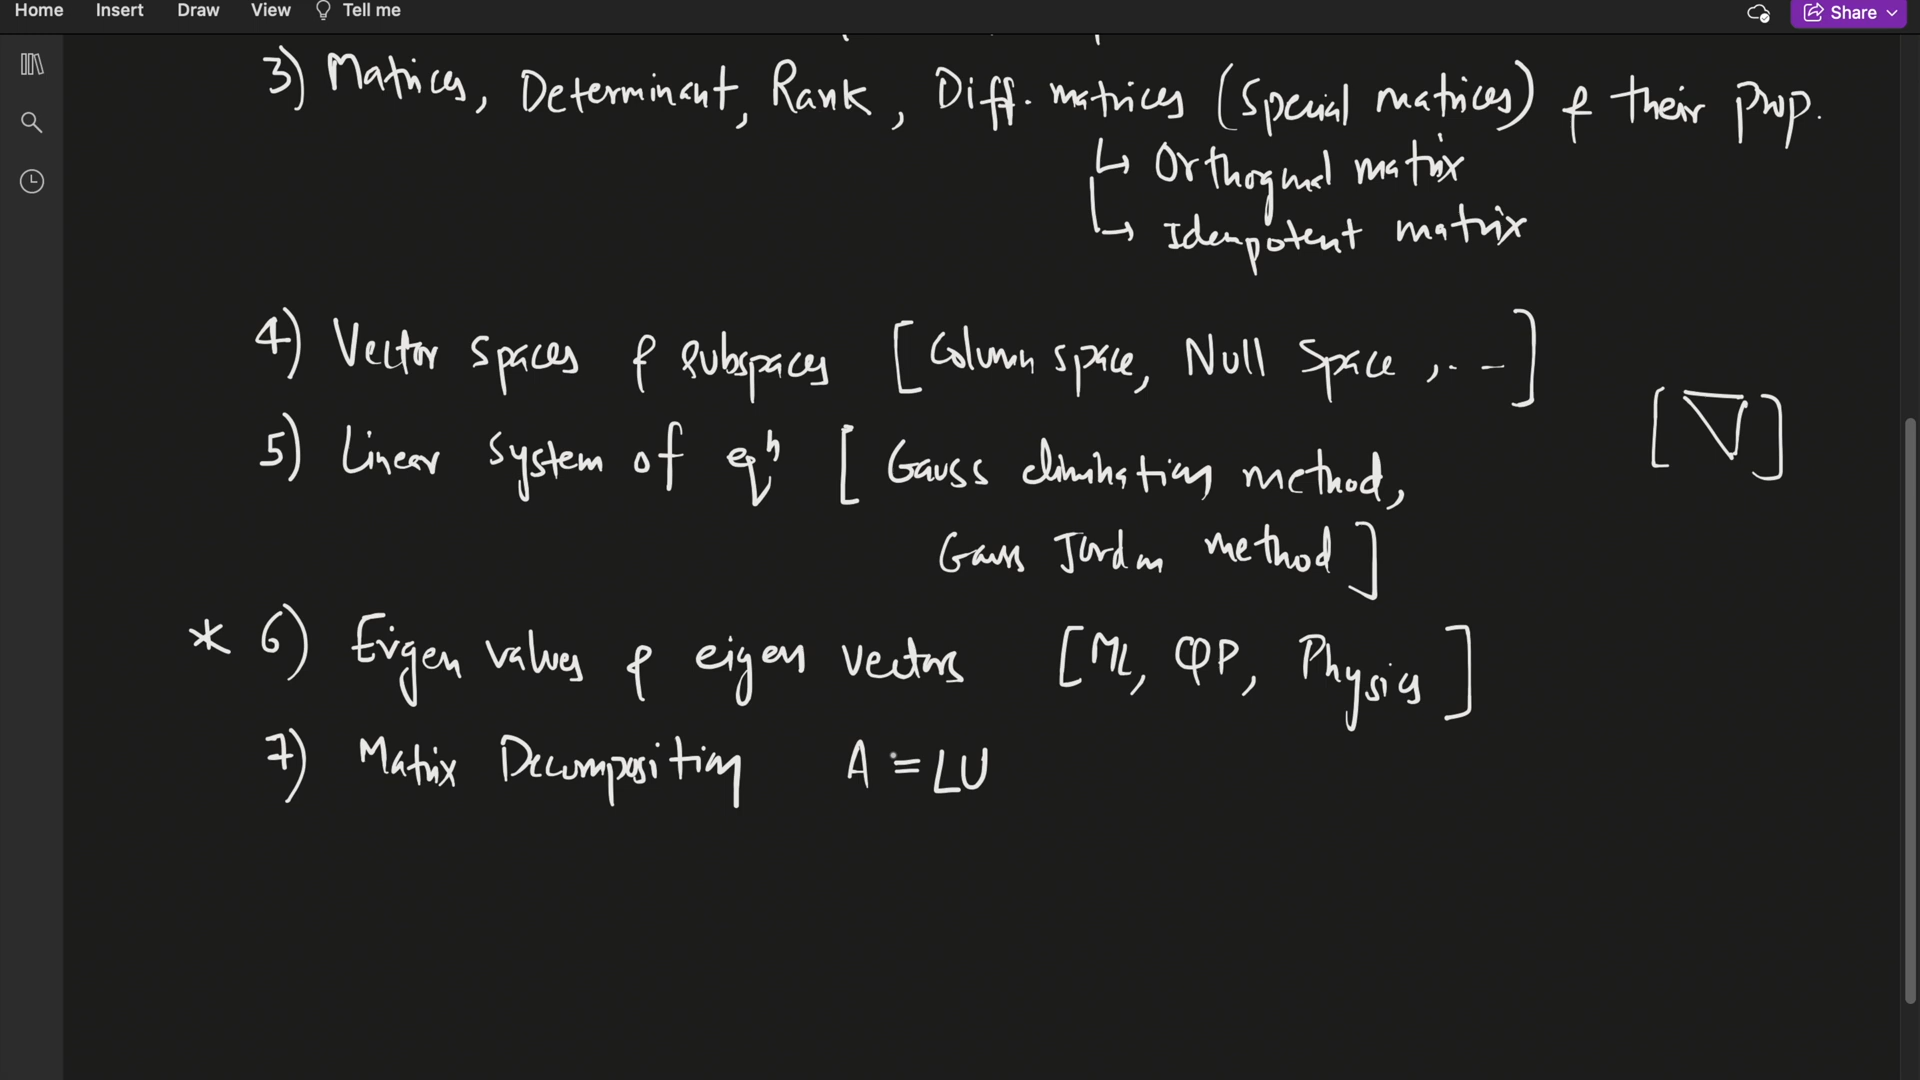 Home Insert Draw View Tell me Share
3) Matrices, Determinant, Rank, Diff. matrices (Special matrices) & their prop.
↳ Orthogonal matrix
↳ Idempotent matrix
4) Vector spaces & subspaces [Column space, Null Space, . . –]
5) Linear system of eqⁿ [Gauss elimination method,
Gauss Jordan method]
* 6) Eigen values & eigen vectors [ML, QP, Physics]
7) Matrix Decomposition A = LU